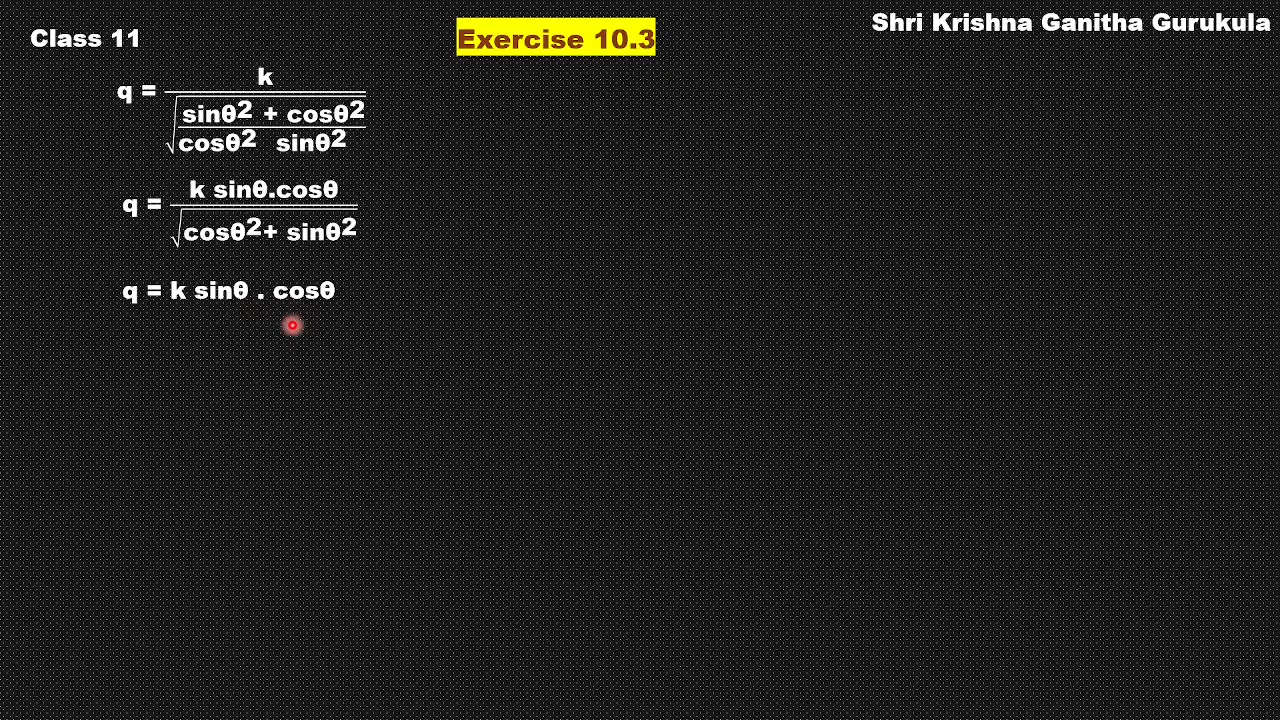 Class 11
Exercise 10.3
Shri Krishna Ganitha Gurukula
k
q =
√ sinθ² + cosθ²
cosθ² sinθ²
k sinθ.cosθ
q =
√ cosθ²+ sinθ²
q = k sinθ . cosθ